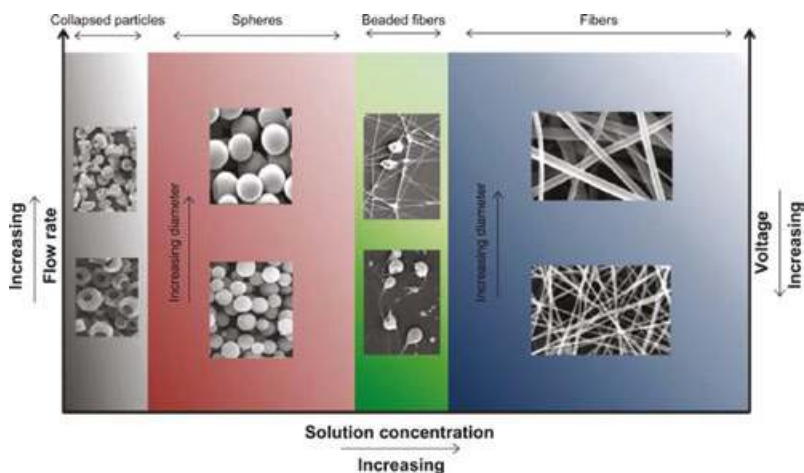 Collapsed particles
Spheres
Beaded fibers
Fibers
Increasing
Flow rate
Increasing diameter
Increasing diameter
Voltage
Increasing
Solution concentration
Increasing